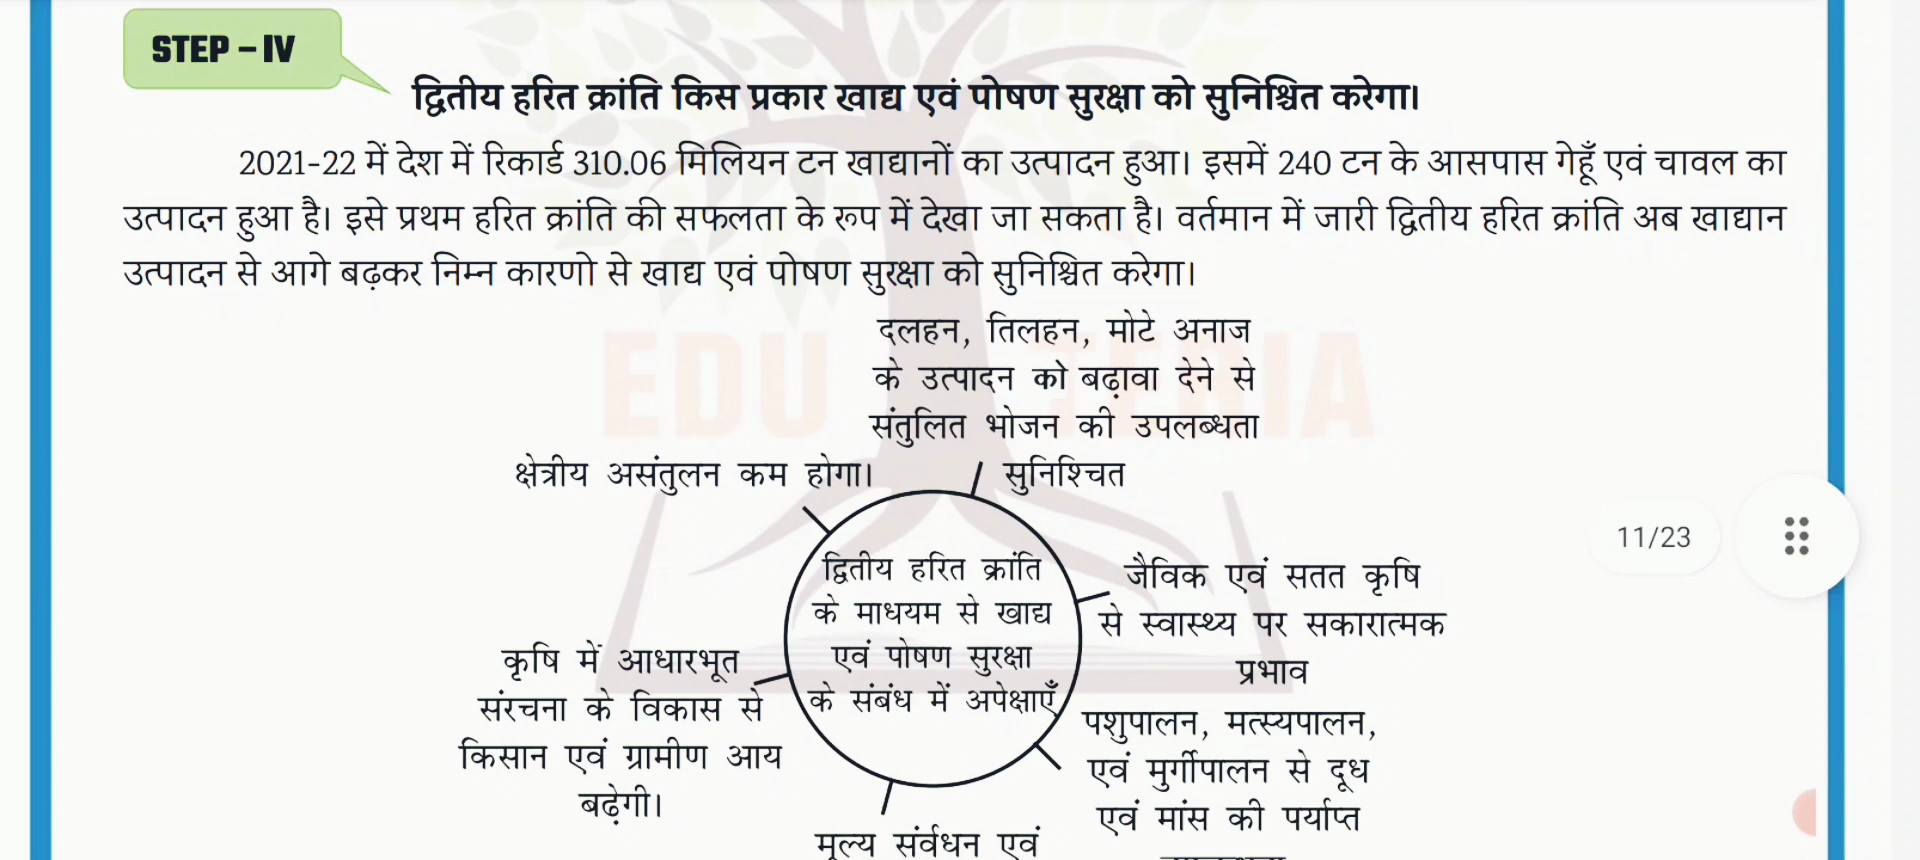 STEP – IV
द्वितीय हरित क्रांति किस प्रकार खाद्य एवं पोषण सुरक्षा को सुनिश्चित करेगा।
2021-22 में देश में रिकार्ड 310.06 मिलियन टन खाद्यानों का उत्पादन हुआ। इसमें 240 टन के आसपास गेहूँ एवं चावल का
उत्पादन हुआ है। इसे प्रथम हरित क्रांति की सफलता के रूप में देखा जा सकता है। वर्तमान में जारी द्वितीय हरित क्रांति अब खाद्यान
उत्पादन से आगे बढ़कर निम्न कारणो से खाद्य एवं पोषण सुरक्षा को सुनिश्चित करेगा।
दलहन, तिलहन, मोटे अनाज
के उत्पादन को बढ़ावा देने से
संतुलित भोजन की उपलब्धता
सुनिश्चित
क्षेत्रीय असंतुलन कम होगा।
द्वितीय हरित क्रांति
के माधयम से खाद्य
एवं पोषण सुरक्षा
के संबंध में अपेक्षाएँ
जैविक एवं सतत कृषि
से स्वास्थ्य पर सकारात्मक
प्रभाव
कृषि में आधारभूत
संरचना के विकास से
किसान एवं ग्रामीण आय
बढ़ेगी।
पशुपालन, मत्स्यपालन,
एवं मुर्गीपालन से दूध
एवं मांस की पर्याप्त
मूल्य संर्वधन एवं
11/23
EDU TERIA